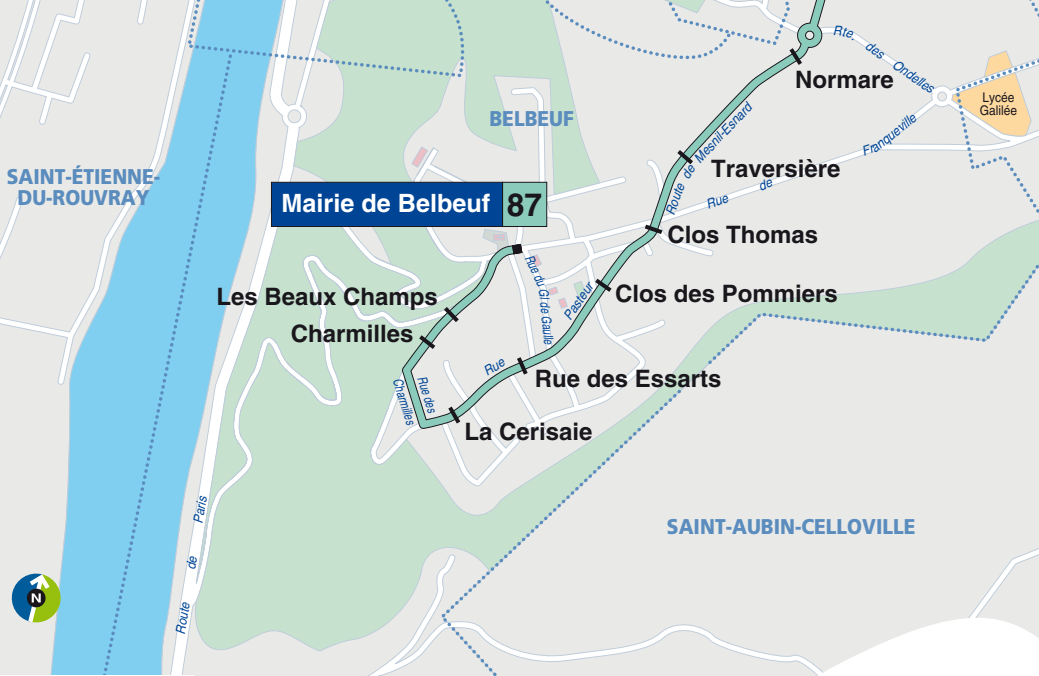 Rte. des Ondelles
Normare
Lycée
Galilée
BELBEUF
Route de Mesnil-Esnard
Rue de Franqueville
SAINT-ÉTIENNE-
DU-ROUVRAY
Traversière
Mairie de Belbeuf 87
Clos Thomas
Rue du Gl de Gaulle
Les Beaux Champs
Clos des Pommiers
Charmilles
Rue Pasteur
Rue des Essarts
Rue des
Charmilles
La Cerisaie
Route de Paris
SAINT-AUBIN-CELLOVILLE
N